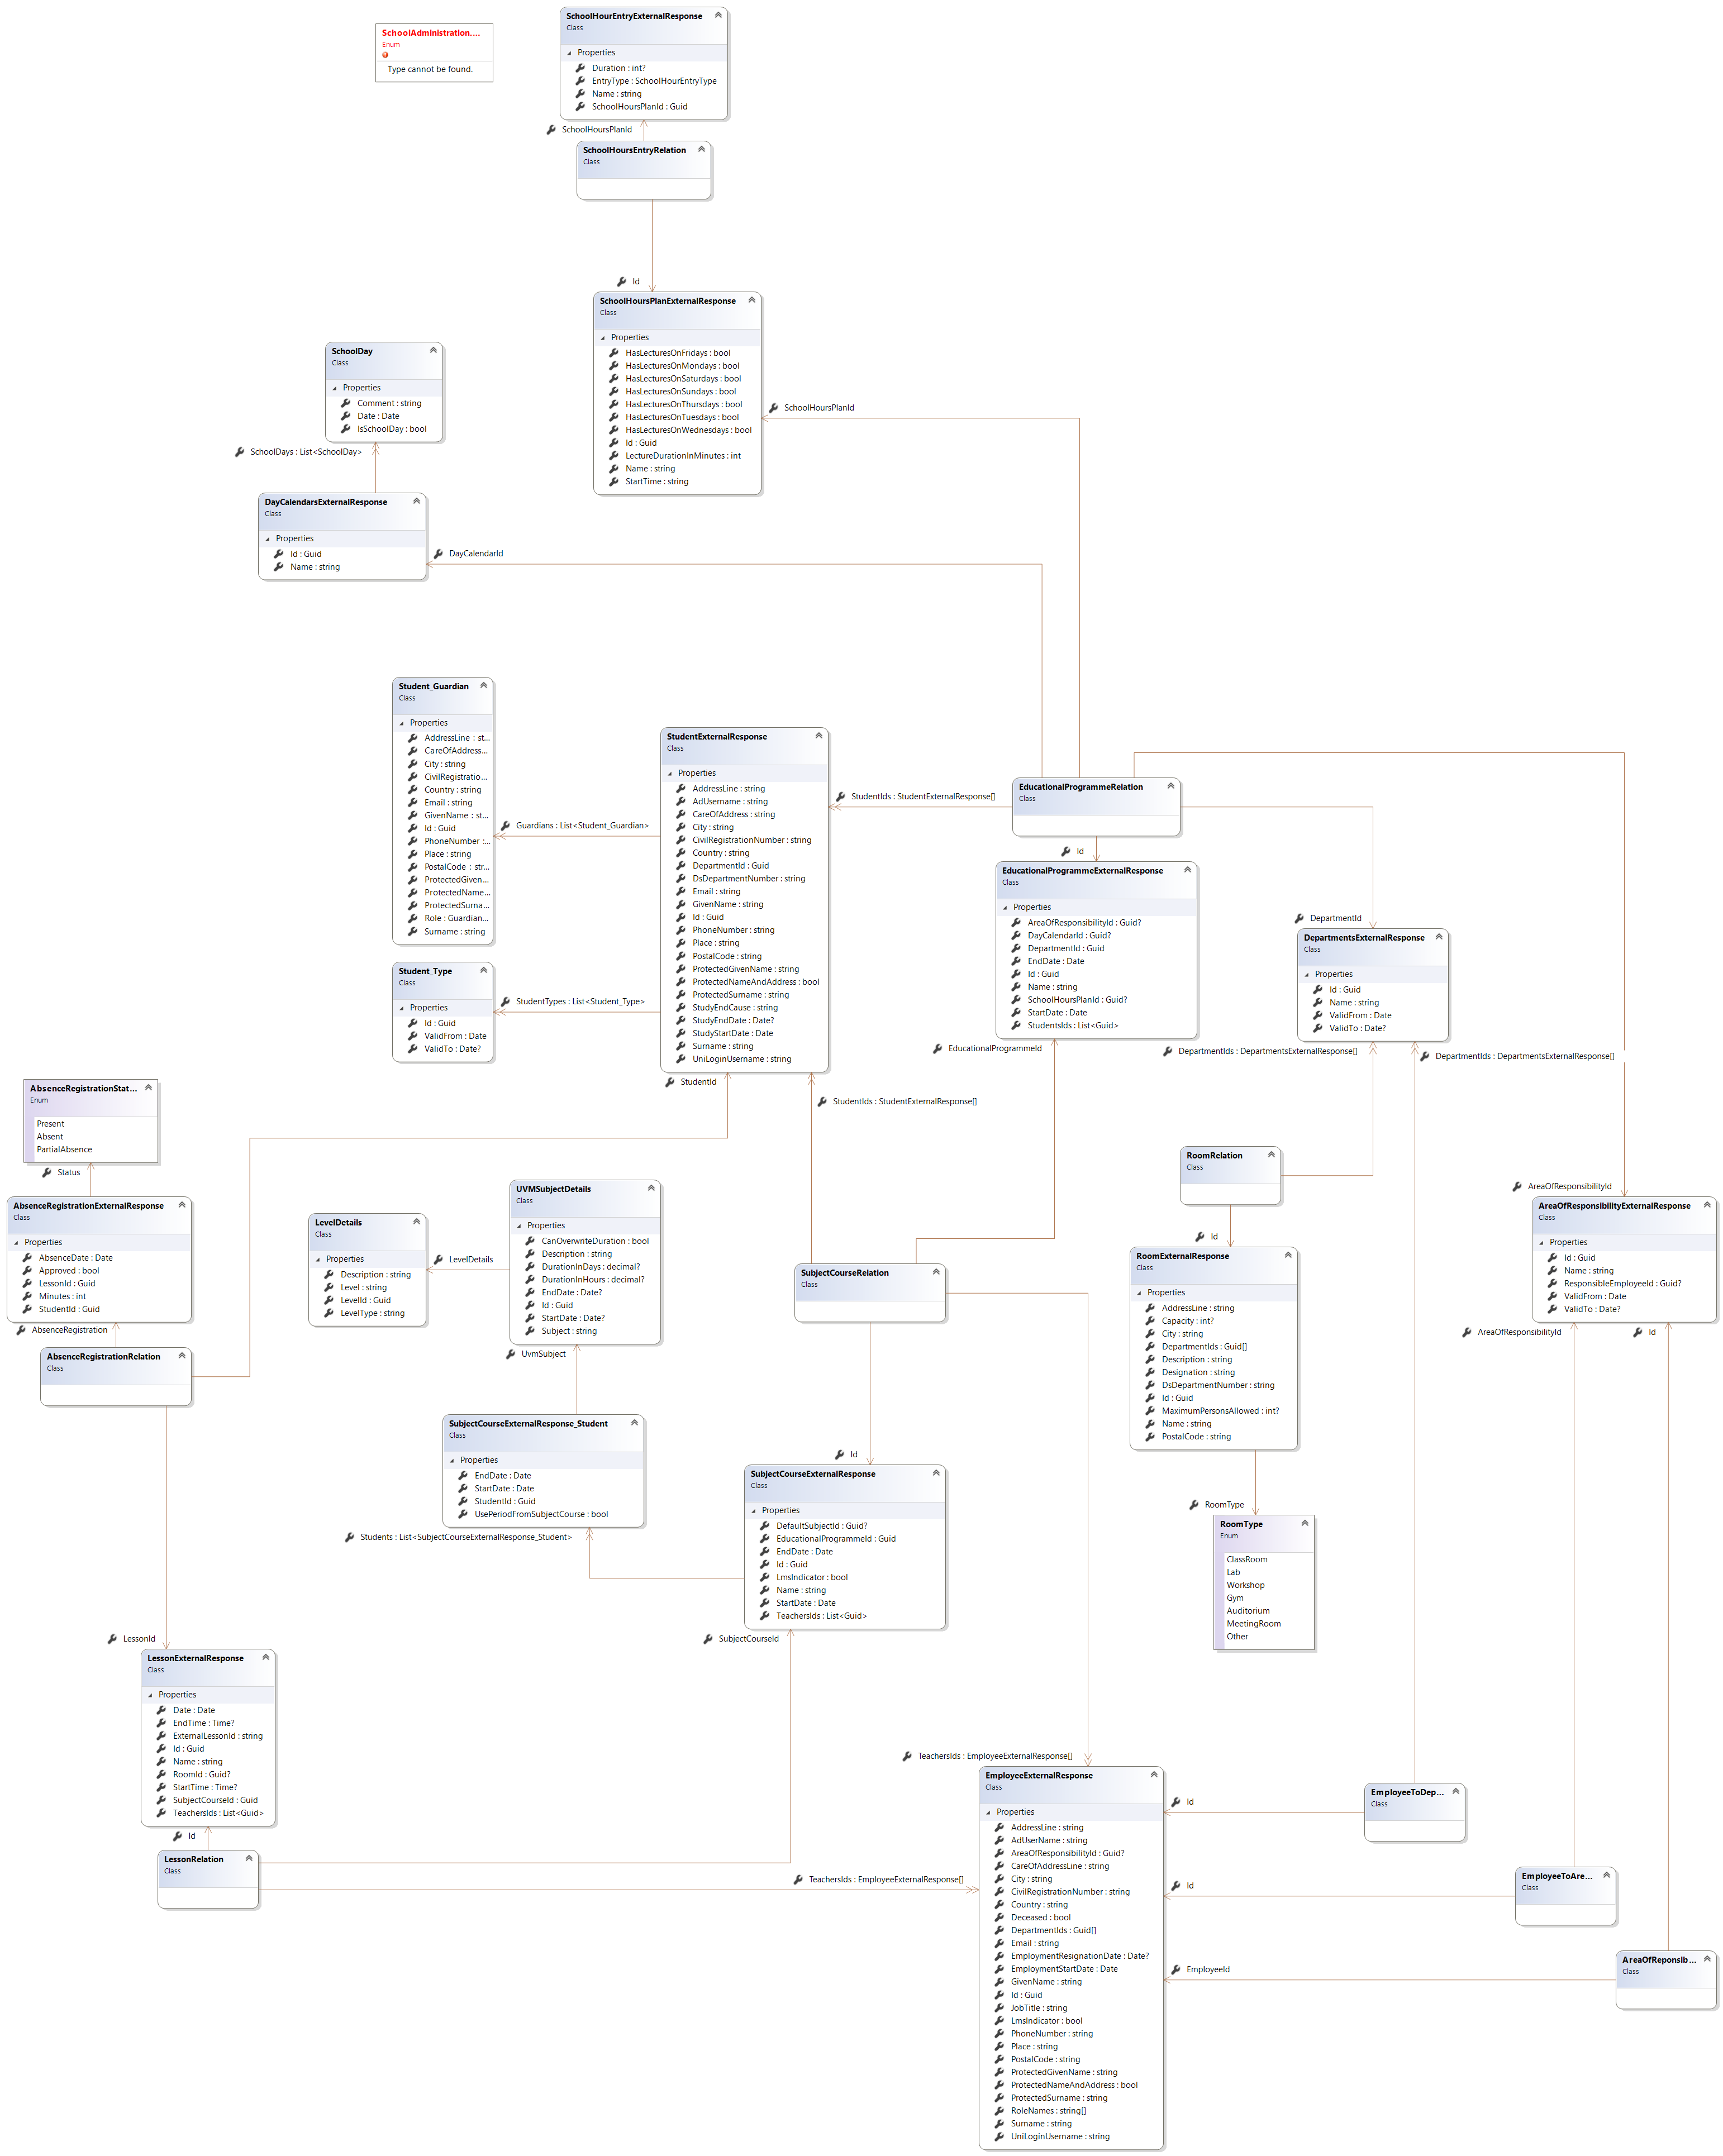 SchoolAdministration....
Enum
Type cannot be found.
SchoolHourEntryExternalResponse
Class
Properties
Duration : int?
EntryType : SchoolHourEntryType
Name : string
SchoolHoursPlanId : Guid
SchoolHoursPlanId
SchoolHoursEntryRelation
Class
Id
SchoolHoursPlanExternalResponse
Class
Properties
HasLecturesOnFridays : bool
HasLecturesOnMondays : bool
HasLecturesOnSaturdays : bool
HasLecturesOnSundays : bool
HasLecturesOnThursdays : bool
HasLecturesOnTuesdays : bool
HasLecturesOnWednesdays : bool
Id : Guid
LectureDurationInMinutes : int
Name : string
StartTime : string
SchoolHoursPlanId
SchoolDay
Class
Properties
Comment : string
Date : Date
IsSchoolDay : bool
SchoolDays : List<SchoolDay>
DayCalendarsExternalResponse
Class
Properties
Id : Guid
Name : string
DayCalendarId
Student_Guardian
Class
Properties
AddressLine : st...
CareOfAddress...
City : string
CivilRegistratio...
Country : string
Email : string
GivenName : st...
Id : Guid
PhoneNumber :...
Place : string
PostalCode : str...
ProtectedGiven...
ProtectedName...
ProtectedSurna...
Role : Guardian...
Surname : string
Guardians : List<Student_Guardian>
Student_Type
Class
Properties
Id : Guid
ValidFrom : Date
ValidTo : Date?
StudentTypes : List<Student_Type>
StudentExternalResponse
Class
Properties
AddressLine : string
AdUsername : string
CareOfAddress : string
City : string
CivilRegistrationNumber : string
Country : string
DepartmentId : Guid
DsDepartmentNumber : string
Email : string
GivenName : string
Id : Guid
PhoneNumber : string
Place : string
PostalCode : string
ProtectedGivenName : string
ProtectedNameAndAddress : bool
ProtectedSurname : string
StudyEndCause : string
StudyEndDate : Date?
StudyStartDate : Date
Surname : string
UniLoginUsername : string
StudentId
StudentIds : StudentExternalResponse[]
StudentIds : StudentExternalResponse[]
EducationalProgrammeRelation
Class
Id
EducationalProgrammeExternalResponse
Class
Properties
AreaOfResponsibilityId : Guid?
DayCalendarId : Guid?
DepartmentId : Guid
EndDate : Date
Id : Guid
Name : string
SchoolHoursPlanId : Guid?
StartDate : Date
StudentsIds : List<Guid>
EducationalProgrammeId
DepartmentId
DepartmentsExternalResponse
Class
Properties
Id : Guid
Name : string
ValidFrom : Date
ValidTo : Date?
DepartmentIds : DepartmentsExternalResponse[]
DepartmentIds : DepartmentsExternalResponse[]
AbsenceRegistrationStat...
Enum
Present
Absent
PartialAbsence
Status
AbsenceRegistrationExternalResponse
Class
Properties
AbsenceDate : Date
Approved : bool
LessonId : Guid
Minutes : int
StudentId : Guid
AbsenceRegistration
AbsenceRegistrationRelation
Class
LevelDetails
Class
Properties
Description : string
Level : string
LevelId : Guid
LevelType : string
LevelDetails
UVMSubjectDetails
Class
Properties
CanOverwriteDuration : bool
Description : string
DurationInDays : decimal?
DurationInHours : decimal?
EndDate : Date?
Id : Guid
StartDate : Date?
Subject : string
UvmSubject
SubjectCourseRelation
Class
RoomRelation
Class
Id
RoomExternalResponse
Class
Properties
AddressLine : string
Capacity : int?
City : string
DepartmentIds : Guid[]
Description : string
Designation : string
DsDepartmentNumber : string
Id : Guid
MaximumPersonsAllowed : int?
Name : string
PostalCode : string
RoomType
RoomType
Enum
ClassRoom
Lab
Workshop
Gym
Auditorium
MeetingRoom
Other
AreaOfResponsibilityId
AreaOfResponsibilityExternalResponse
Class
Properties
Id : Guid
Name : string
ResponsibleEmployeeId : Guid?
ValidFrom : Date
ValidTo : Date?
AreaOfResponsibilityId
Id
SubjectCourseExternalResponse_Student
Class
Properties
EndDate : Date
StartDate : Date
StudentId : Guid
UsePeriodFromSubjectCourse : bool
Students : List<SubjectCourseExternalResponse_Student>
Id
SubjectCourseExternalResponse
Class
Properties
DefaultSubjectId : Guid?
EducationalProgrammeId : Guid
EndDate : Date
Id : Guid
LmsIndicator : bool
Name : string
StartDate : Date
TeachersIds : List<Guid>
SubjectCourseId
LessonId
LessonExternalResponse
Class
Properties
Date : Date
EndTime : Time?
ExternalLessonId : string
Id : Guid
Name : string
RoomId : Guid?
StartTime : Time?
SubjectCourseId : Guid
TeachersIds : List<Guid>
Id
LessonRelation
Class
TeachersIds : EmployeeExternalResponse[]
TeachersIds : EmployeeExternalResponse[]
EmployeeExternalResponse
Class
Properties
AddressLine : string
AdUserName : string
AreaOfResponsibilityId : Guid?
CareOfAddressLine : string
City : string
CivilRegistrationNumber : string
Country : string
Deceased : bool
DepartmentIds : Guid[]
Email : string
EmploymentResignationDate : Date?
EmploymentStartDate : Date
GivenName : string
Id : Guid
JobTitle : string
LmsIndicator : bool
PhoneNumber : string
Place : string
PostalCode : string
ProtectedGivenName : string
ProtectedNameAndAddress : bool
ProtectedSurname : string
RoleNames : string[]
Surname : string
UniLoginUsername : string
Id
EmployeeToDep...
Class
Id
EmployeeToAre...
Class
EmployeeId
AreaOfReponsib...
Class